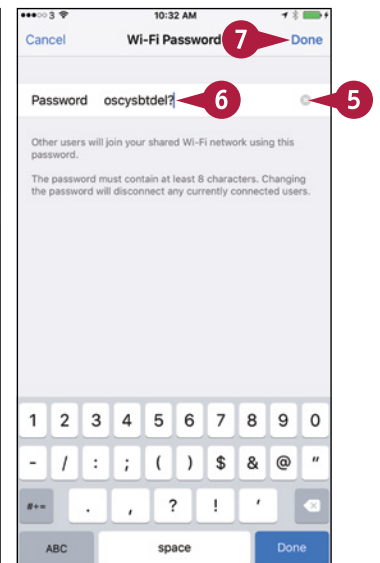 3 10:32 AM
Cancel Wi-Fi Password 7 Done
Password oscysbtdel? 6 5
Other users will join your shared Wi-Fi network using this
password.
The password must contain at least 8 characters. Changing
the password will disconnect any currently connected users.
1 2 3 4 5 6 7 8 9 0
- / : ; ( ) $ & @ "
#+= . , ? ! '
ABC space Done